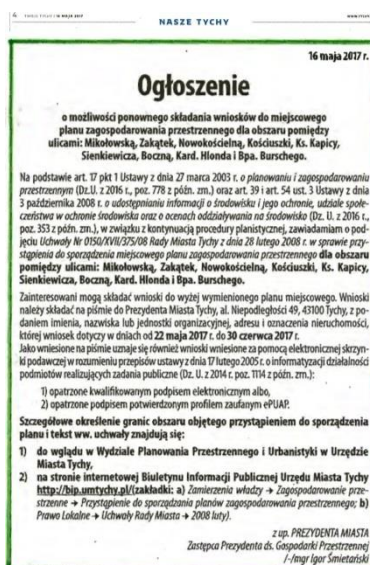 4 TWOJE TYCHY | 16 MAJA 2017
NASZE TYCHY
16 maja 2017 r.
Ogłoszenie
o możliwości ponownego składania wniosków do miejscowego
planu zagospodarowania przestrzennego dla obszaru pomiędzy
ulicami: Mikołowską, Zakątek, Nowokościelną, Kościuszki, Ks. Kapicy,
Sienkiewicza, Boczną, Kard. Hlonda i Bpa. Burschego.
Na podstawie art. 17 pkt 1 Ustawy z dnia 27 marca 2003 r. o planowaniu i zagospodarowaniu
przestrzennym (Dz.U. z 2016 r., poz. 778 z późn. zm.) oraz art. 39 i art. 54 ust. 3 Ustawy z dnia
3 października 2008 r. o udostępnianiu informacji o środowisku i jego ochronie, udziale społe-
czeństwa w ochronie środowiska oraz o ocenach oddziaływania na środowisko (Dz. U. z 2016 r.,
poz. 353 z późn. zm.), w związku z kontynuacją procedury planistycznej, zawiadamiam o pod-
jęciu Uchwały Nr 0150/XVII/375/08 Rady Miasta Tychy z dnia 28 lutego 2008 r. w sprawie przy-
stąpienia do sporządzenia miejscowego planu zagospodarowania przestrzennego dla obszaru
pomiędzy ulicami: Mikołowską, Zakątek, Nowokościelną, Kościuszki, Ks. Kapicy,
Sienkiewicza, Boczną, Kard. Hlonda i Bpa. Burschego.
Zainteresowani mogą składać wnioski do wyżej wymienionego planu miejscowego. Wnioski
należy składać na piśmie do Prezydenta Miasta Tychy, al. Niepodległości 49, 43100 Tychy, z po-
daniem imienia, nazwiska lub jednostki organizacyjnej, adresu i oznaczenia nieruchomości,
której wniosek dotyczy w dniach od 22 maja 2017 r. do 30 czerwca 2017 r.
Jako wniesione na piśmie uznaje się również wnioski wniesione za pomocą elektronicznej skrzyn-
ki podawczej w rozumieniu przepisów ustawy z dnia 17 lutego 2005 r. o informatyzacji działalności
podmiotów realizujących zadania publiczne (Dz. U. z 2014 r. poz. 1114 z późn. zm.):
1) opatrzone kwalifikowanym podpisem elektronicznym albo,
2) opatrzone podpisem potwierdzonym profilem zaufanym ePUAP.
Szczegółowe określenie granic obszaru objętego przystąpieniem do sporządzenia
planu i tekst ww. uchwały znajdują się:
1) do wglądu w Wydziale Planowania Przestrzennego i Urbanistyki w Urzędzie
Miasta Tychy,
2) na stronie internetowej Biuletynu Informacji Publicznej Urzędu Miasta Tychy
http://bip.umtychy.pl/(zakładki: a) Zamierzenia władzy → Zagospodarowanie prze-
strzenne → Przystąpienie do sporządzania planów zagospodarowania przestrzennego; b)
Prawo Lokalne → Uchwały Rady Miasta → 2008 luty).
z up. PREZYDENTA MIASTA
Zastępca Prezydenta ds. Gospodarki Przestrzennej
/-/mgr Igor Śmietański